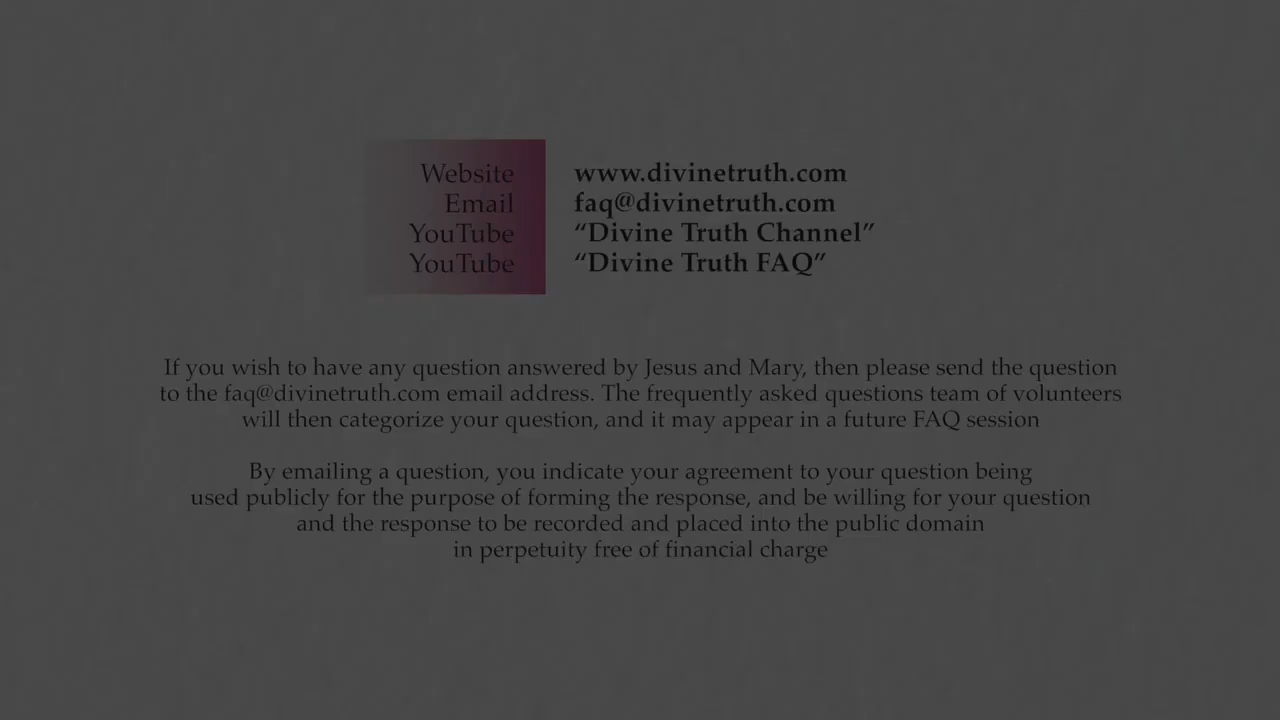 Website www.divinetruth.com
Email faq@divinetruth.com
YouTube “Divine Truth Channel”
YouTube “Divine Truth FAQ”
If you wish to have any question answered by Jesus and Mary, then please send the question
to the faq@divinetruth.com email address. The frequently asked questions team of volunteers
will then categorize your question, and it may appear in a future FAQ session
By emailing a question, you indicate your agreement to your question being
used publicly for the purpose of forming the response, and be willing for your question
and the response to be recorded and placed into the public domain
in perpetuity free of financial charge